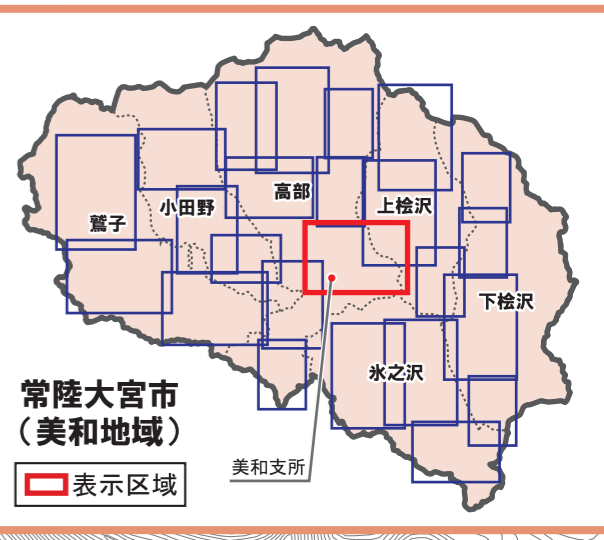 高部
小田野
上桧沢
鷲子
下桧沢
氷之沢
常陸大宮市
（美和地域）
美和支所
表示区域